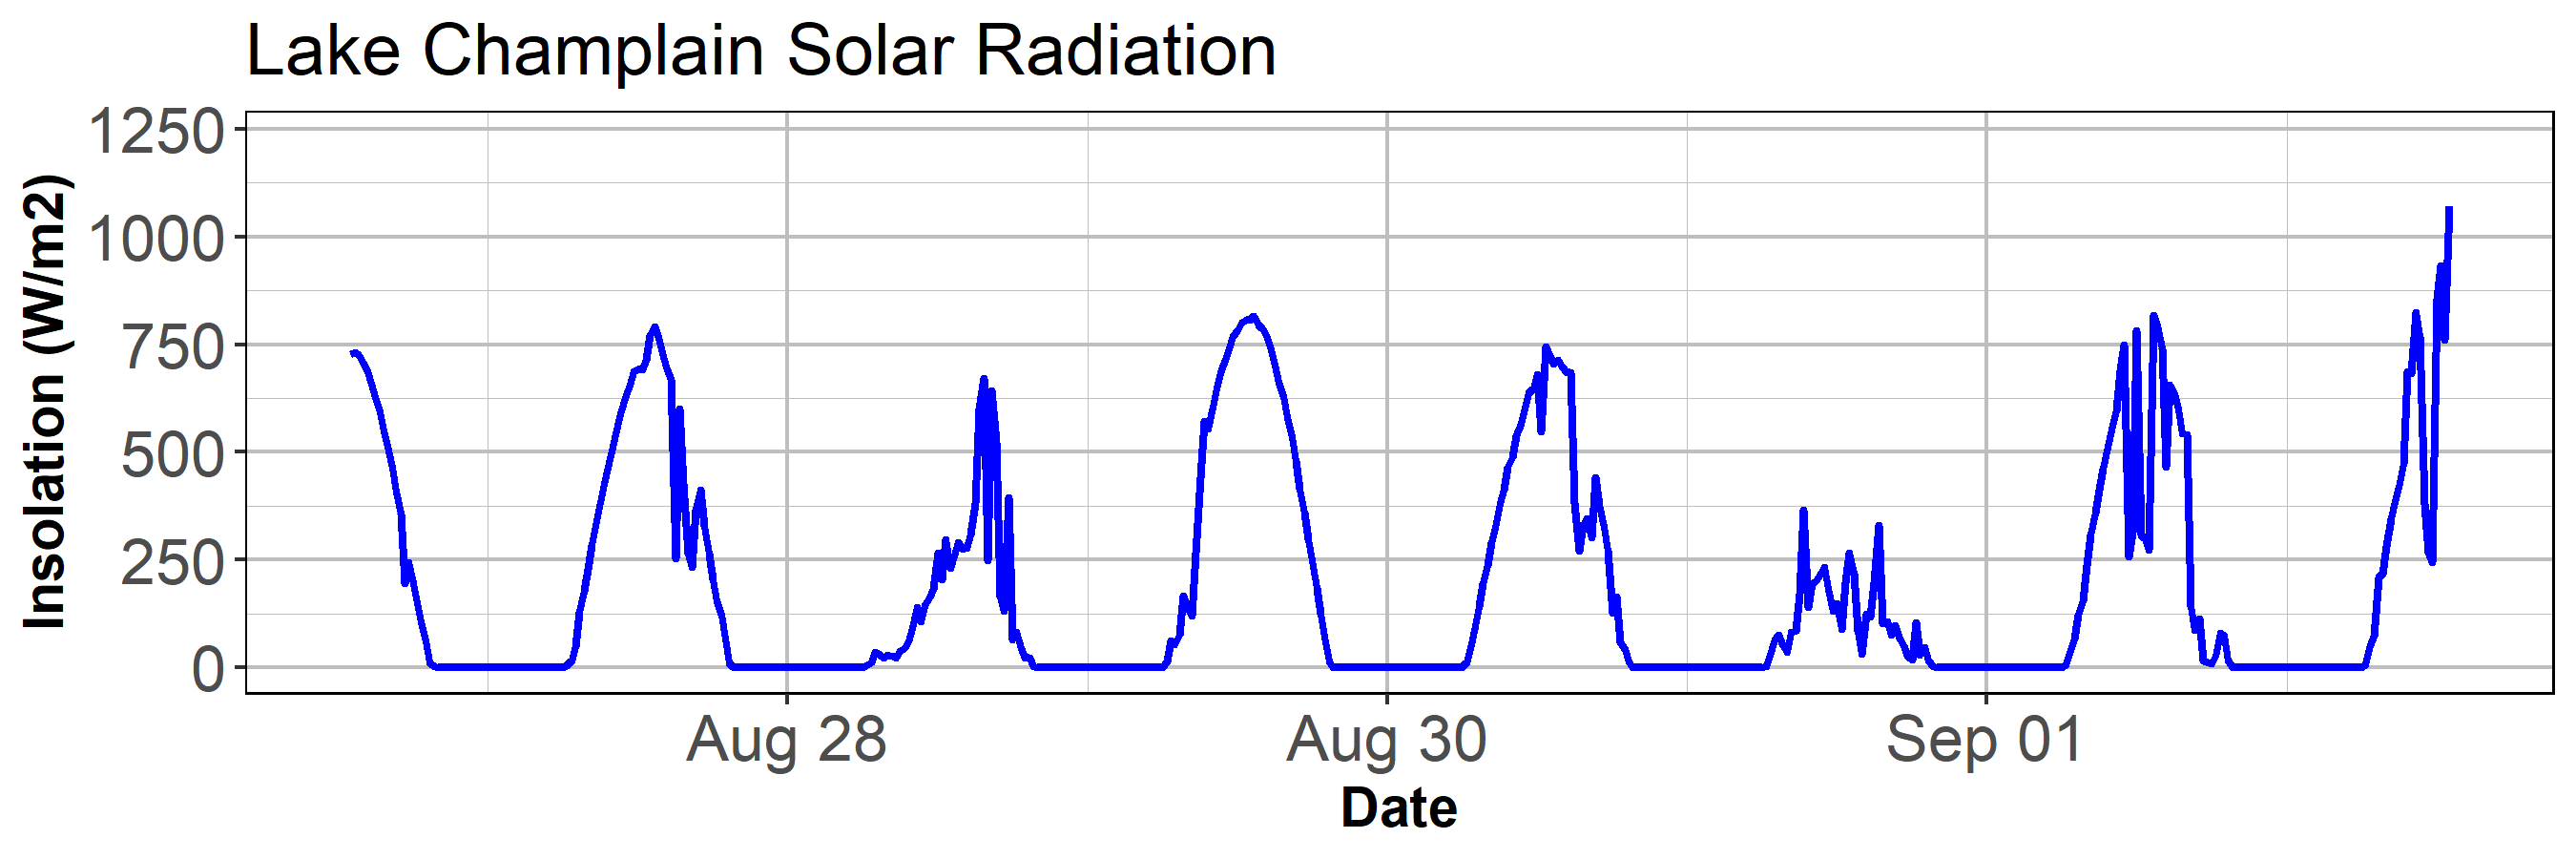 Lake Champlain Solar Radiation
Insolation (W/m2)
1250
1000
750
500
250
0
Aug 28 Aug 30 Sep 01
Date